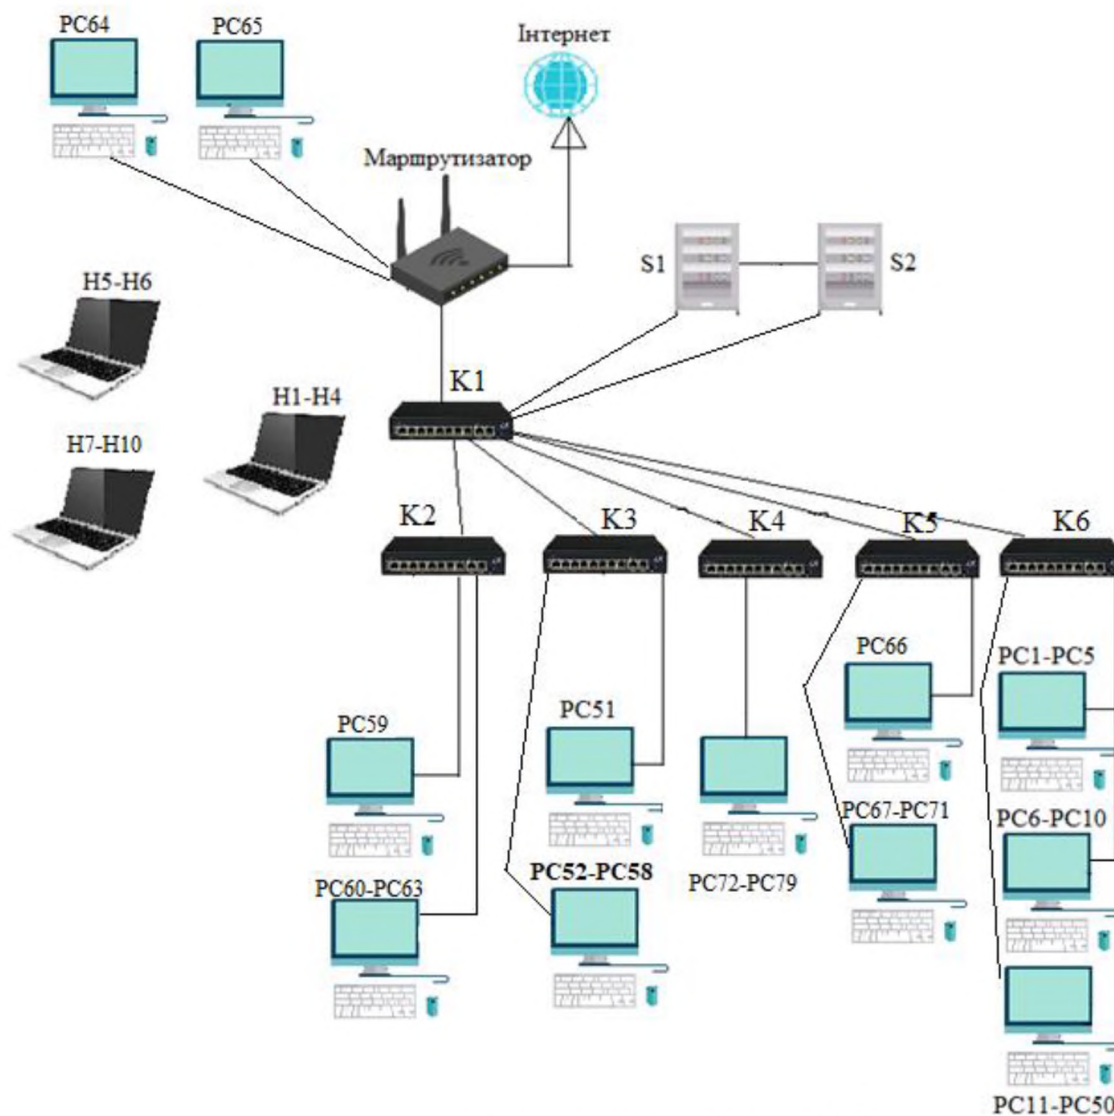 PC64
PC65
Інтернет
Маршрутизатор
S1
S2
H5-H6
K1
H1-H4
H7-H10
K2
K3
K4
K5
K6
PC66
PC1-PC5
PC59
PC51
PC67-PC71
PC6-PC10
PC60-PC63
PC52-PC58
PC72-PC79
PC11-PC50